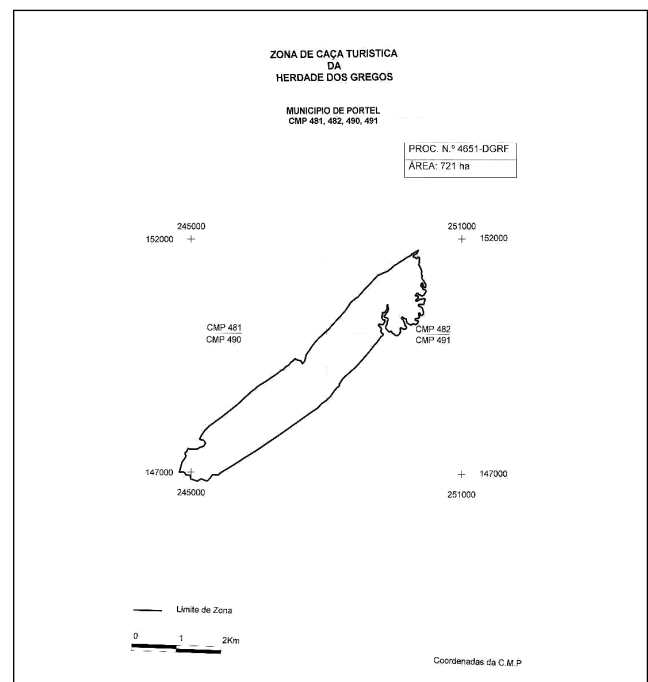 ZONA DE CAÇA TURISTICA
DA
HERDADE DOS GREGOS
MUNICIPIO DE PORTEL
CMP 481, 482, 490, 491
PROC. N.º 4651-DGRF
ÁREA: 721 ha
245000
152000
251000
152000
CMP 481
CMP 490
CMP 482
CMP 491
147000
245000
147000
251000
Limite de Zona
0 1 2Km
Coordenadas da C.M.P